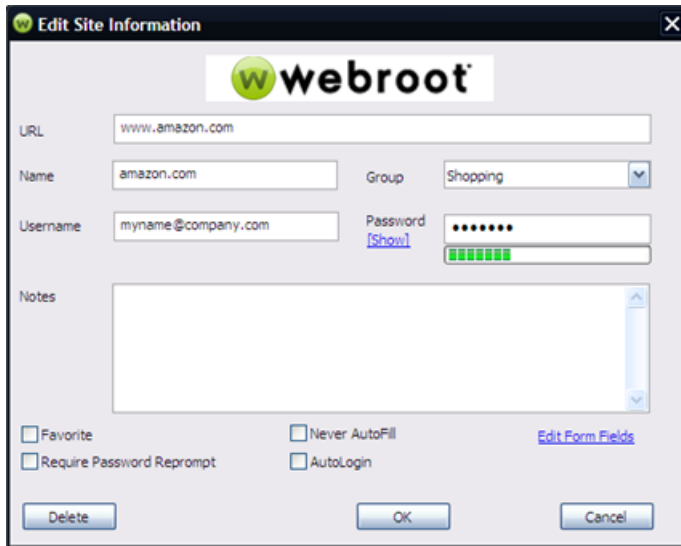 Edit Site Information
webroot
URL www.amazon.com
Name amazon.com Group Shopping
Username myname@company.com Password •••••••
[Show]
Notes
Favorite Never AutoFill Edit Form Fields
Require Password Reprompt AutoLogin
Delete OK Cancel